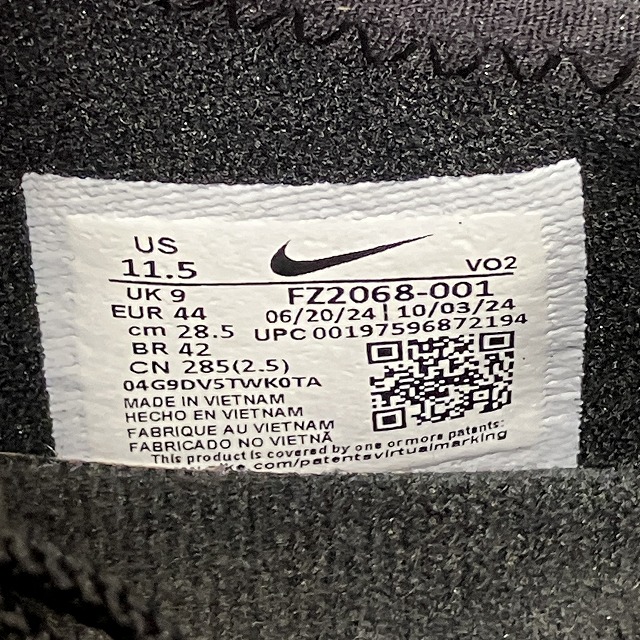 US
11.5
VO2
UK 9
FZ2068-001
EUR 44
06/20/24 | 10/03/24
cm 28.5
UPC 00197596872194
BR 42
CN 285(2.5)
04G9DV5TWK0TA
MADE IN VIETNAM
HECHO EN VIETNAM
FABRIQUE AU VIETNAM
FABRICADO NO VIETNÃ
This product is covered by one or more patents:
ke.com/patentsvirtualmarking